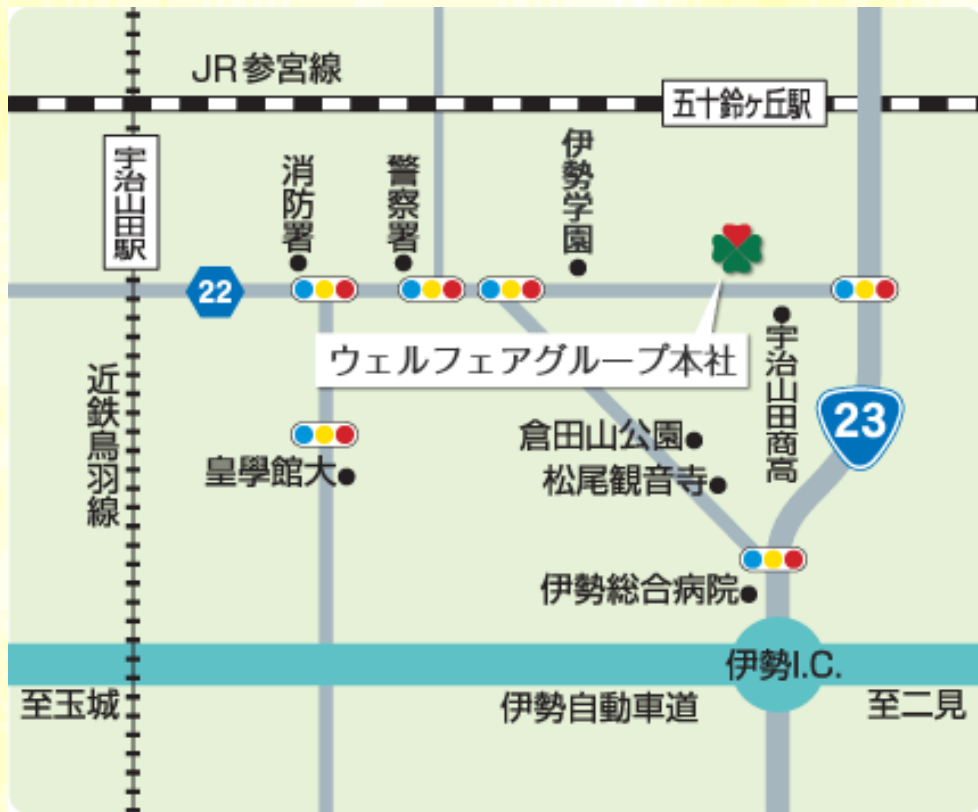 JR参宮線
五十鈴ヶ丘駅
宇治山田駅
消防署
警察署
伊勢学園
22
ウェルフェアグループ本社
宇治山田商高
近鉄鳥羽線
23
倉田山公園
皇學館大
松尾観音寺
伊勢総合病院
伊勢I.C.
至玉城
伊勢自動車道
至二見